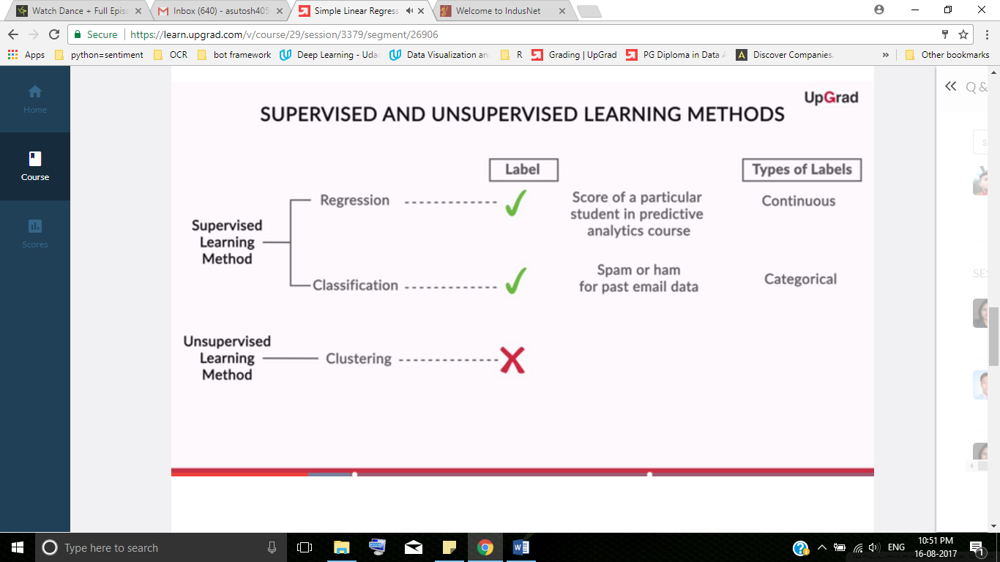 Watch Dance + Full Episo
Inbox (640) - asutosh405
Simple Linear Regress
Welcome to IndusNet
Secure
https://learn.upgrad.com/v/course/29/session/3379/segment/26906
Apps
python=sentiment
OCR
bot framework
Deep Learning - Uda
Data Visualization an
R
Grading | UpGrad
PG Diploma in Data A
Discover Companies.
»
Other bookmarks
Home
Course
Scores
UpGrad
SUPERVISED AND UNSUPERVISED LEARNING METHODS
Label
Types of Labels
Supervised
Learning
Method
Regression
Score of a particular
student in predictive
analytics course
Continuous
Classification
Spam or ham
for past email data
Categorical
Unsupervised
Learning
Method
Clustering
Q &
S
SES
Type here to search
ENG
10:51 PM
16-08-2017
1